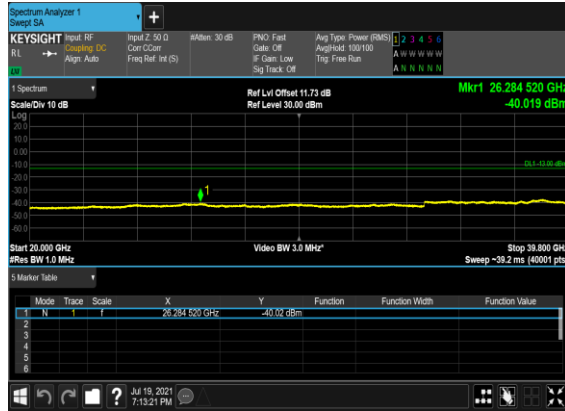 Spectrum Analyzer 1
Swept SA
+
KEYSIGHT Input: RF Input Z: 50 Ω #Atten: 30 dB PNO: Fast Avg Type: Power (RMS) 1 2 3 4 5 6
RL Coupling: DC Corr CCorr Gate: Off Avg|Hold: 100/100 A W W W W W
Align: Auto Freq Ref: Int (S) IF Gain: Low Trig: Free Run
Sig Track: Off A N N N N N
1 Spectrum Ref Lvl Offset 11.73 dB Mkr1 26.284 520 GHz
Scale/Div 10 dB Ref Level 30.00 dBm -40.019 dBm
Log
20.0
10.0
0.00
-10.0 DL1 -13.00 dBm
-20.0
-30.0
1
-40.0
-50.0
-60.0
Start 20.000 GHz Video BW 3.0 MHz* Stop 39.800 GHz
#Res BW 1.0 MHz Sweep ~39.2 ms (40001 pts)
5 Marker Table
Mode Trace Scale X Y Function Function Width Function Value
1 N 1 f 26.284 520 GHz -40.02 dBm
2
3
4
5
6
? Jul 19, 2021
7:13:21 PM